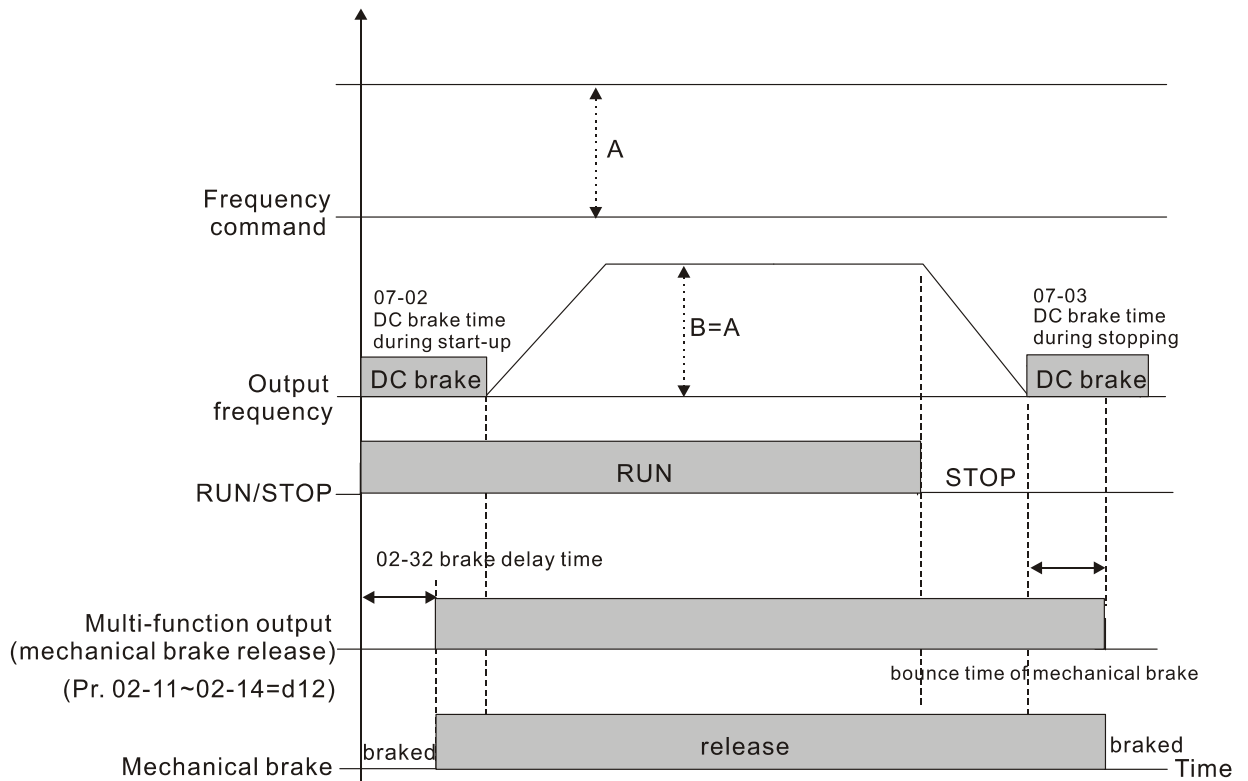 A
Frequency
command
07-02
DC brake time
during start-up
DC brake
B=A
07-03
DC brake time
during stopping
DC brake
Output
frequency
RUN
STOP
RUN/STOP
02-32 brake delay time
Multi-function output
(mechanical brake release)
(Pr. 02-11~02-14=d12)
bounce time of mechanical brake
braked
release
braked
Mechanical brake
Time